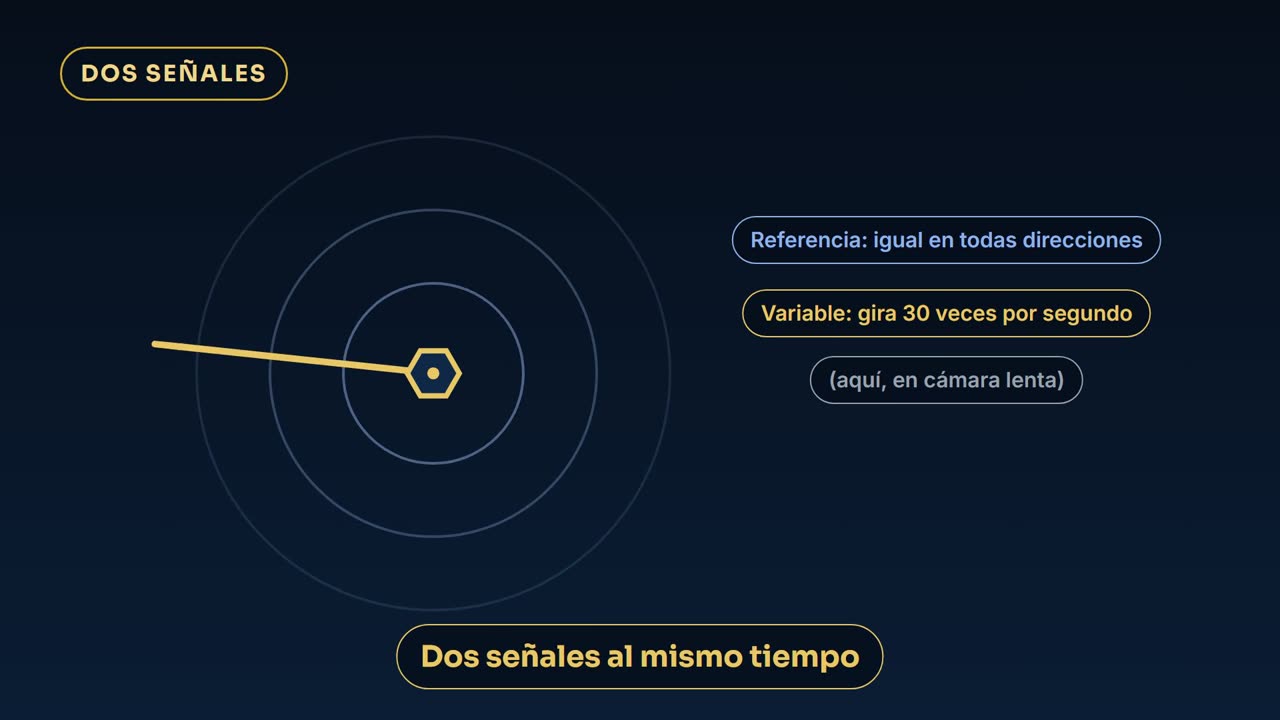 DOS SEÑALES
Referencia: igual en todas direcciones
Variable: gira 30 veces por segundo
(aquí, en cámara lenta)
Dos señales al mismo tiempo